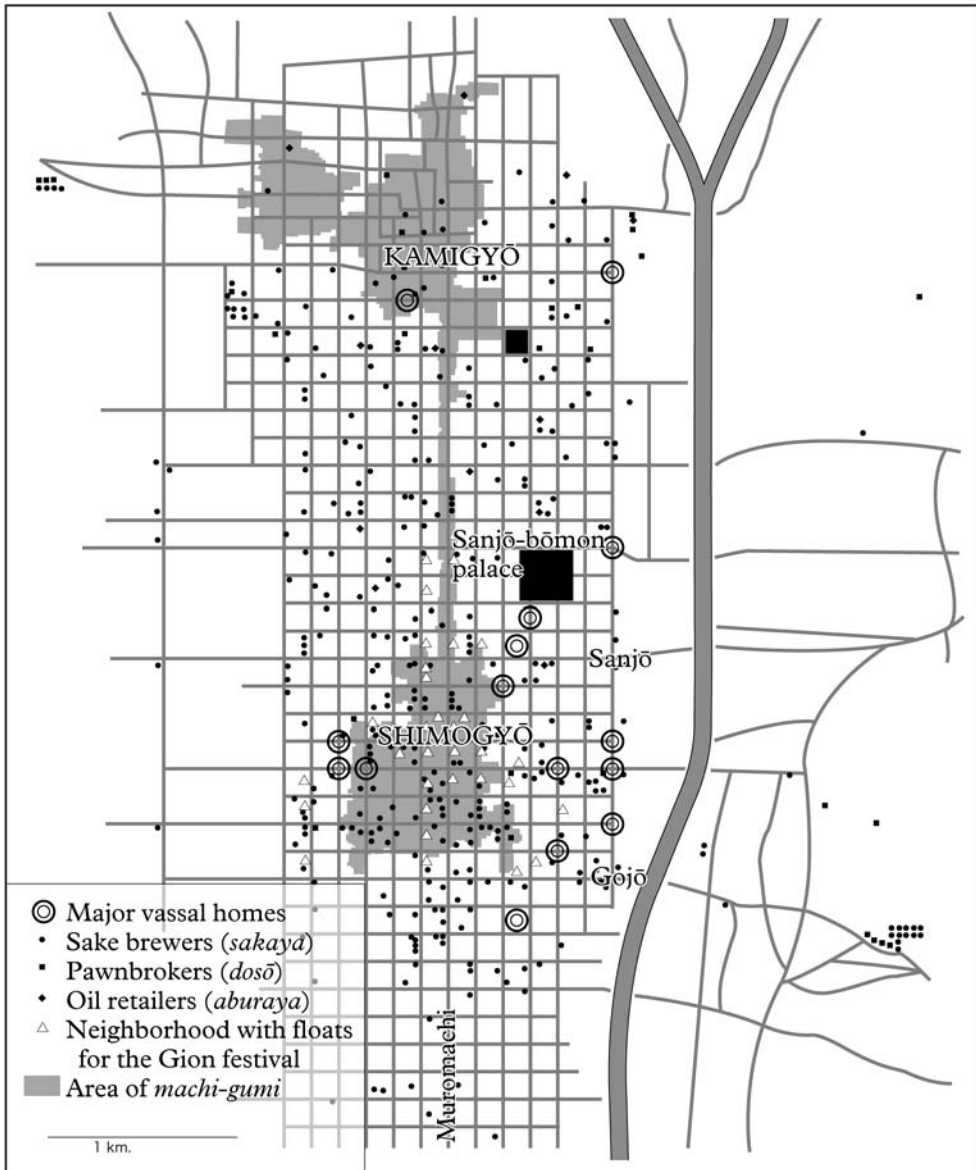 KAMIGYŌ
Sanjō-bōmon
palace
Sanjō
SHIMOGYŌ
Gojō
Muromachi
Major vassal homes
Sake brewers (sakaya)
Pawnbrokers (dosō)
Oil retailers (aburaya)
Neighborhood with floats
for the Gion festival
Area of machi-gumi
1 km.